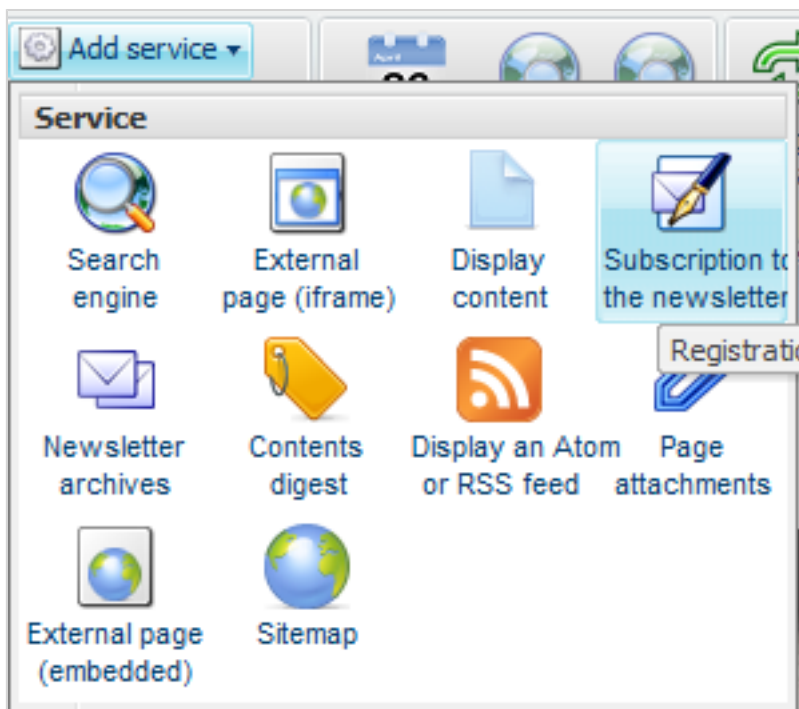 Add service
April
Service
Search
engine
External
page (iframe)
Display
content
Subscription to
the newsletter
Newsletter
archives
Contents
digest
Display an Atom
or RSS feed
Page
attachments
External page
(embedded)
Sitemap